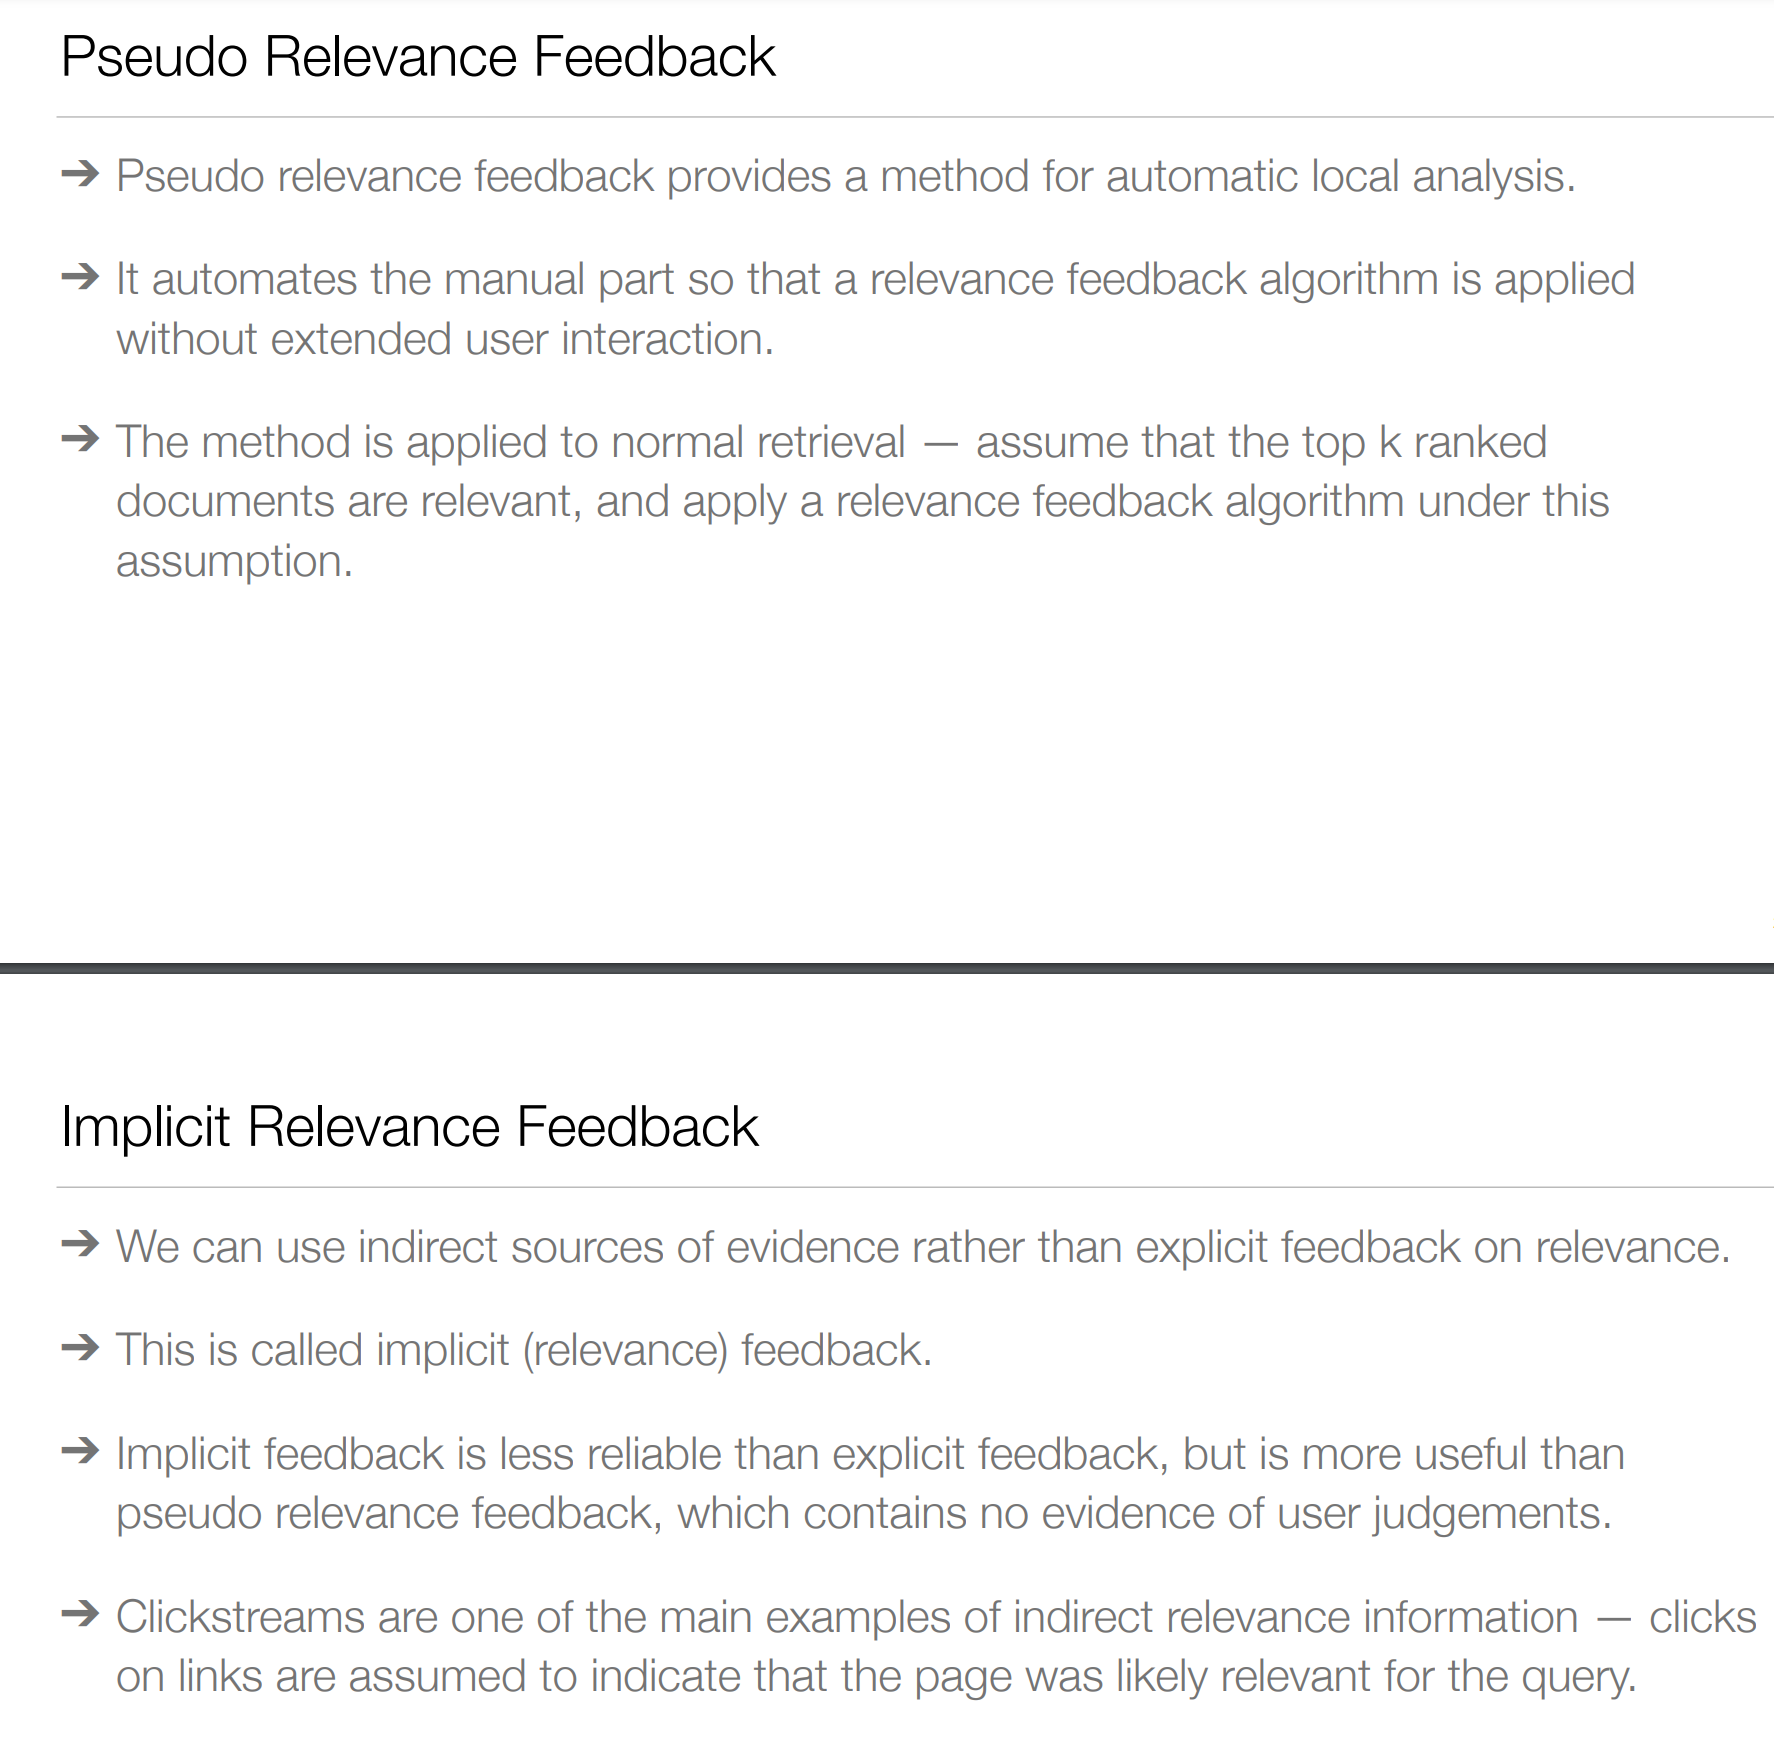 Pseudo Relevance Feedback
➔ Pseudo relevance feedback provides a method for automatic local analysis.
➔ It automates the manual part so that a relevance feedback algorithm is applied
without extended user interaction.
➔ The method is applied to normal retrieval — assume that the top k ranked
documents are relevant, and apply a relevance feedback algorithm under this
assumption.
Implicit Relevance Feedback
➔ We can use indirect sources of evidence rather than explicit feedback on relevance.
➔ This is called implicit (relevance) feedback.
➔ Implicit feedback is less reliable than explicit feedback, but is more useful than
pseudo relevance feedback, which contains no evidence of user judgements.
➔ Clickstreams are one of the main examples of indirect relevance information — clicks
on links are assumed to indicate that the page was likely relevant for the query.